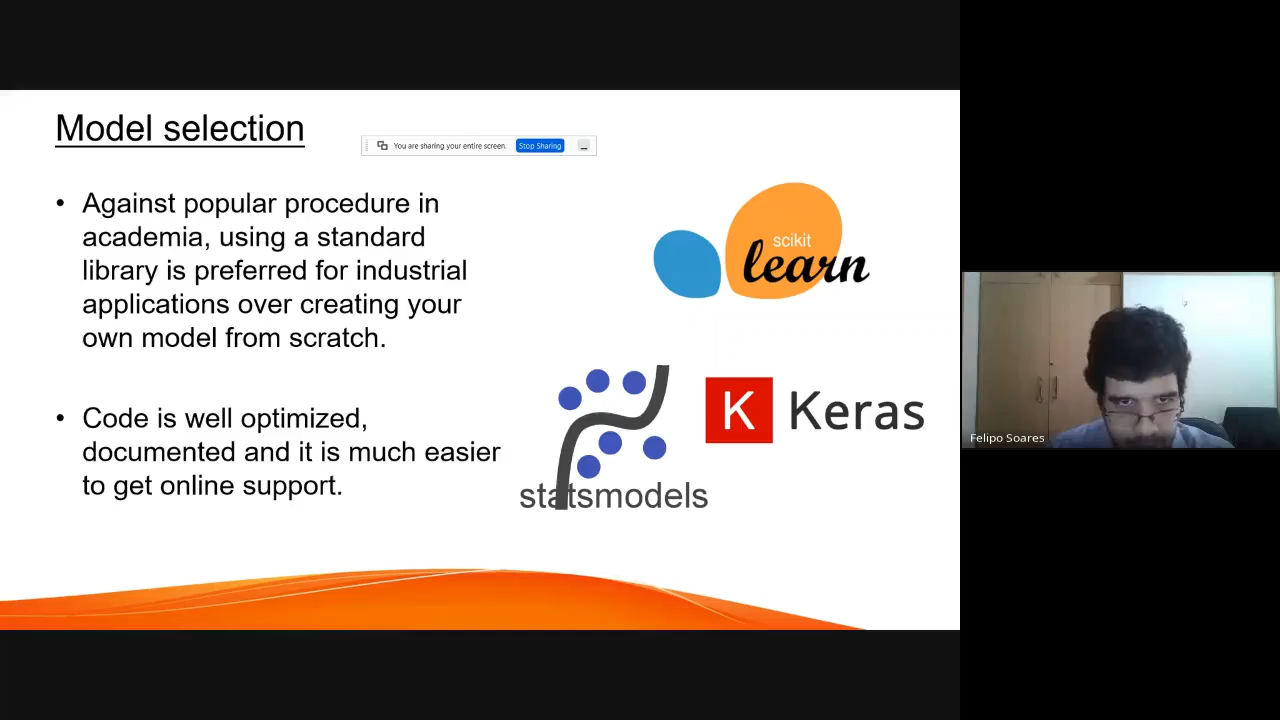 Model selection
You are sharing your entire screen. Stop Sharing
• Against popular procedure in
academia, using a standard
library is preferred for industrial
applications over creating your
own model from scratch.
• Code is well optimized,
documented and it is much easier
to get online support.
scikit
learn
K Keras
statsmodels
Felipo Soares